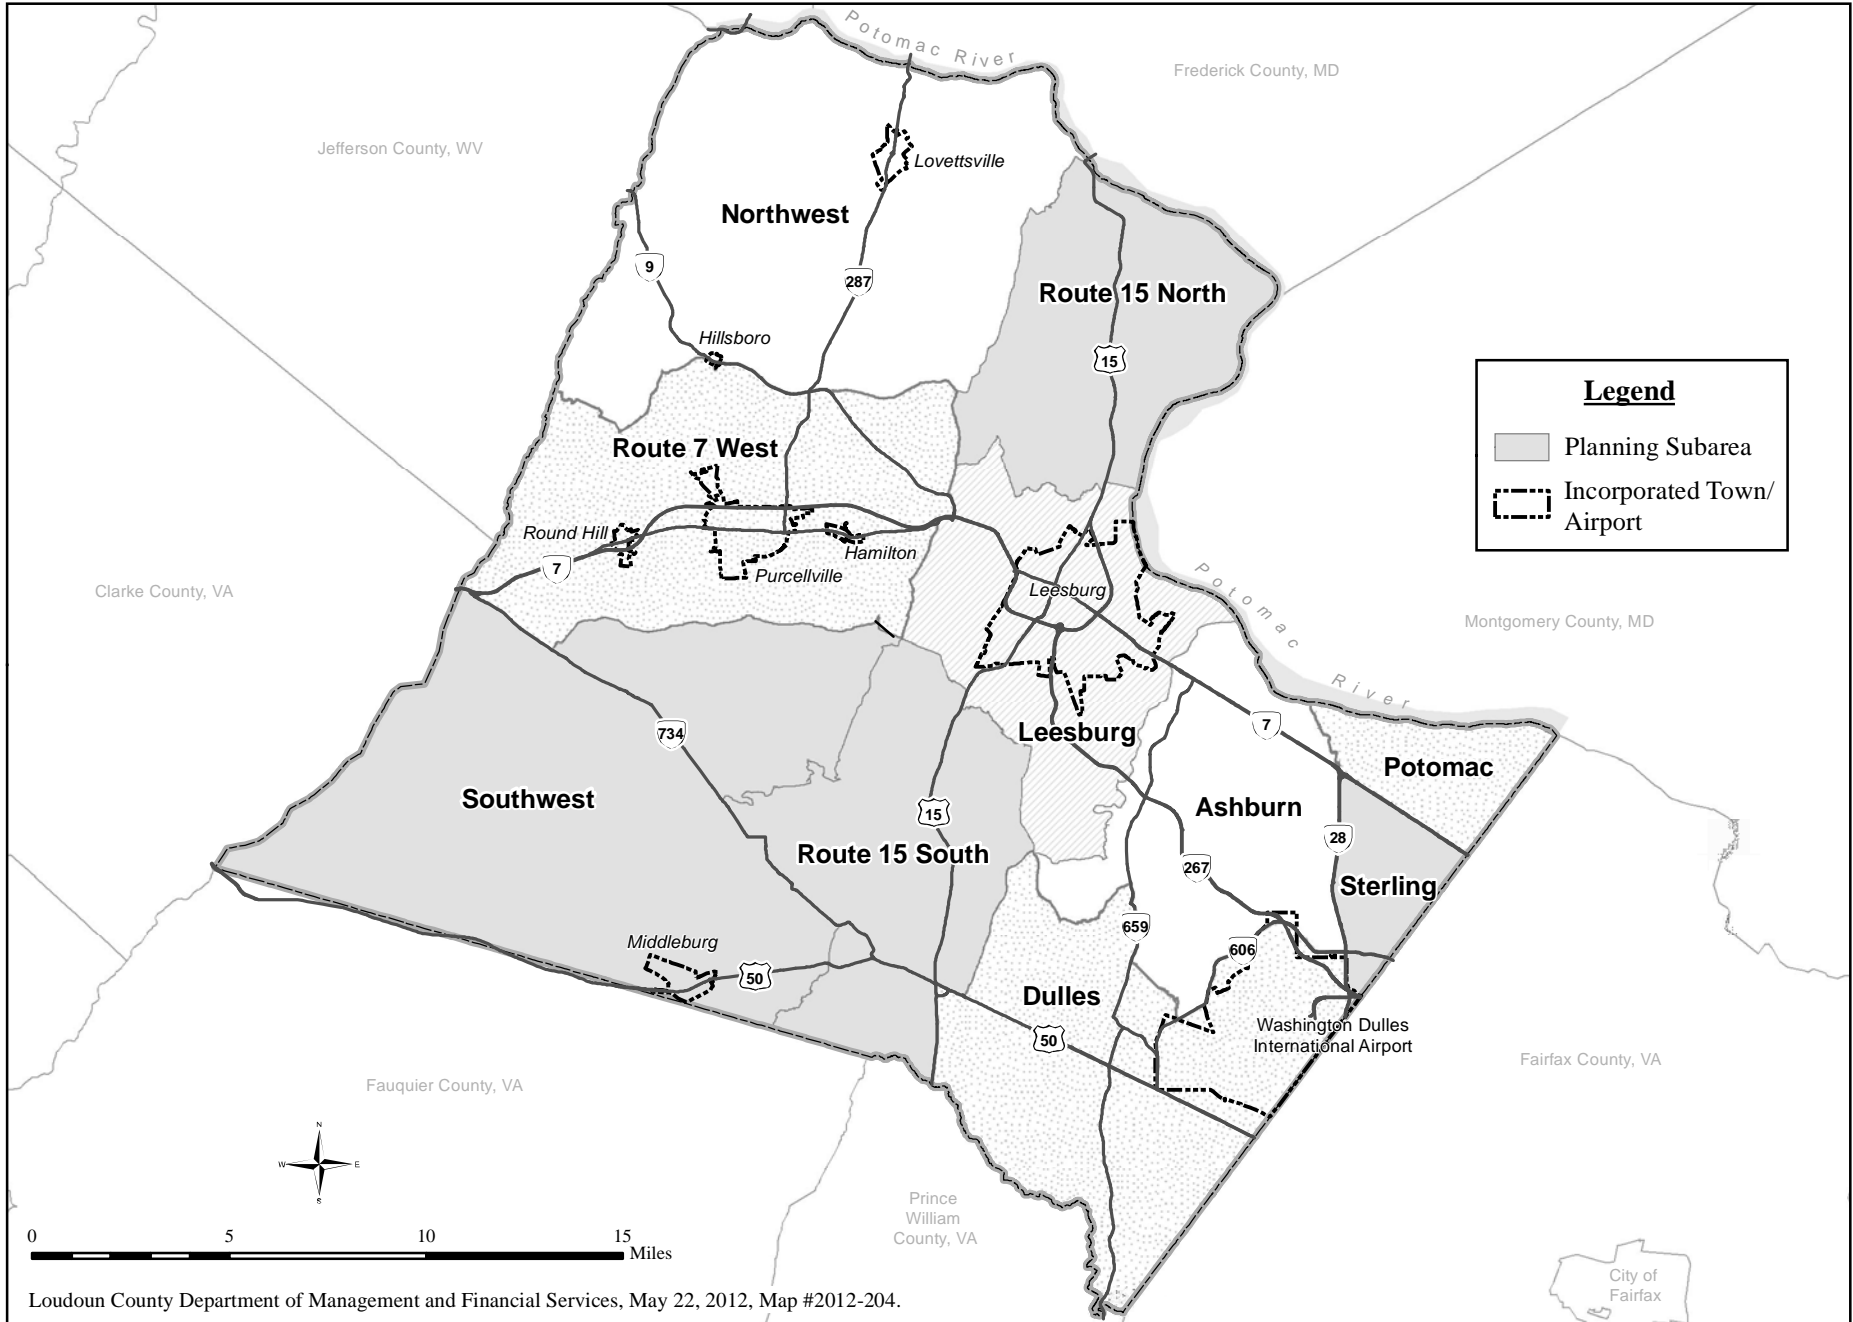 Potomac River
Frederick County, MD
Jefferson County, WV
Lovettsville
Northwest
9
287
Route 15 North
Hillsboro
15
Legend
Planning Subarea
Incorporated Town/
Airport
Route 7 West
Round Hill
Hamilton
7
Purcellville
Leesburg
Clarke County, VA
Potomac
River
Montgomery County, MD
734
Leesburg
7
Potomac
Southwest
Ashburn
15
28
Route 15 South
267
Sterling
659
Middleburg
606
50
Dulles
Washington Dulles
International Airport
50
Fairfax County, VA
Fauquier County, VA
N
W E
S
Prince
William
County, VA
0 5 10 15
Miles
City of
Fairfax
Loudoun County Department of Management and Financial Services, May 22, 2012, Map #2012-204.